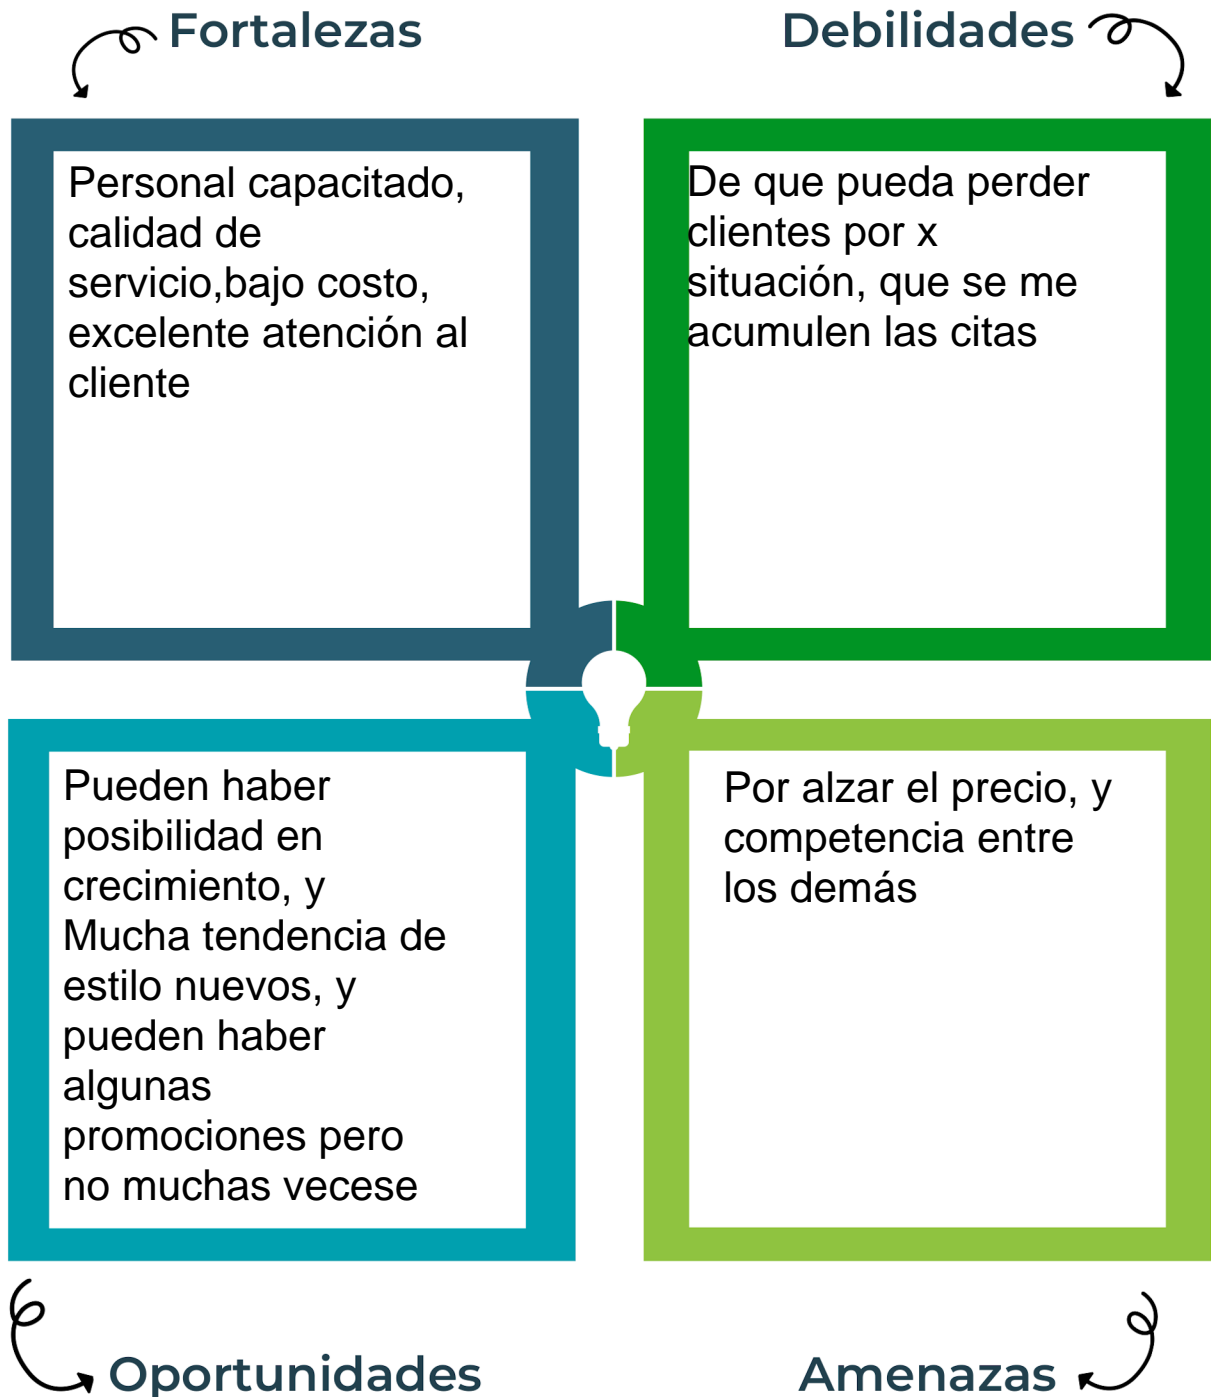 Fortalezas
Personal capacitado,
calidad de
servicio,bajo costo,
excelente atención al
cliente
Debilidades
De que pueda perder
clientes por x
situación, que se me
acumulen las citas
Pueden haber
posibilidad en
crecimiento, y
Mucha tendencia de
estilo nuevos, y
pueden haber
algunas
promociones pero
no muchas vecese
Oportunidades
Por alzar el precio, y
competencia entre
los demás
Amenazas